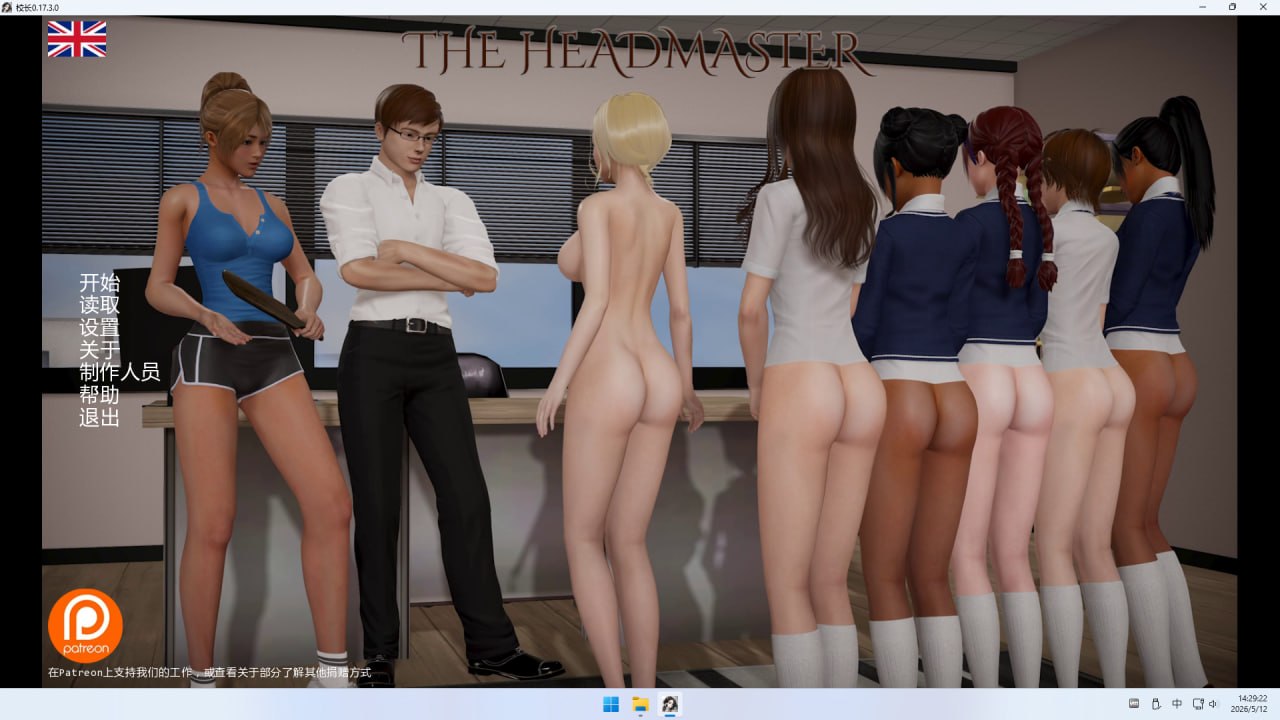 校长0.17.3.0
THE HEADMASTER
开始
读取
设置
关于
制作人员
帮助
退出
patreon
在Patreon上支持我们的工作，或查看关于部分了解其他捐赠方式
中
14:29:22
2026/5/12